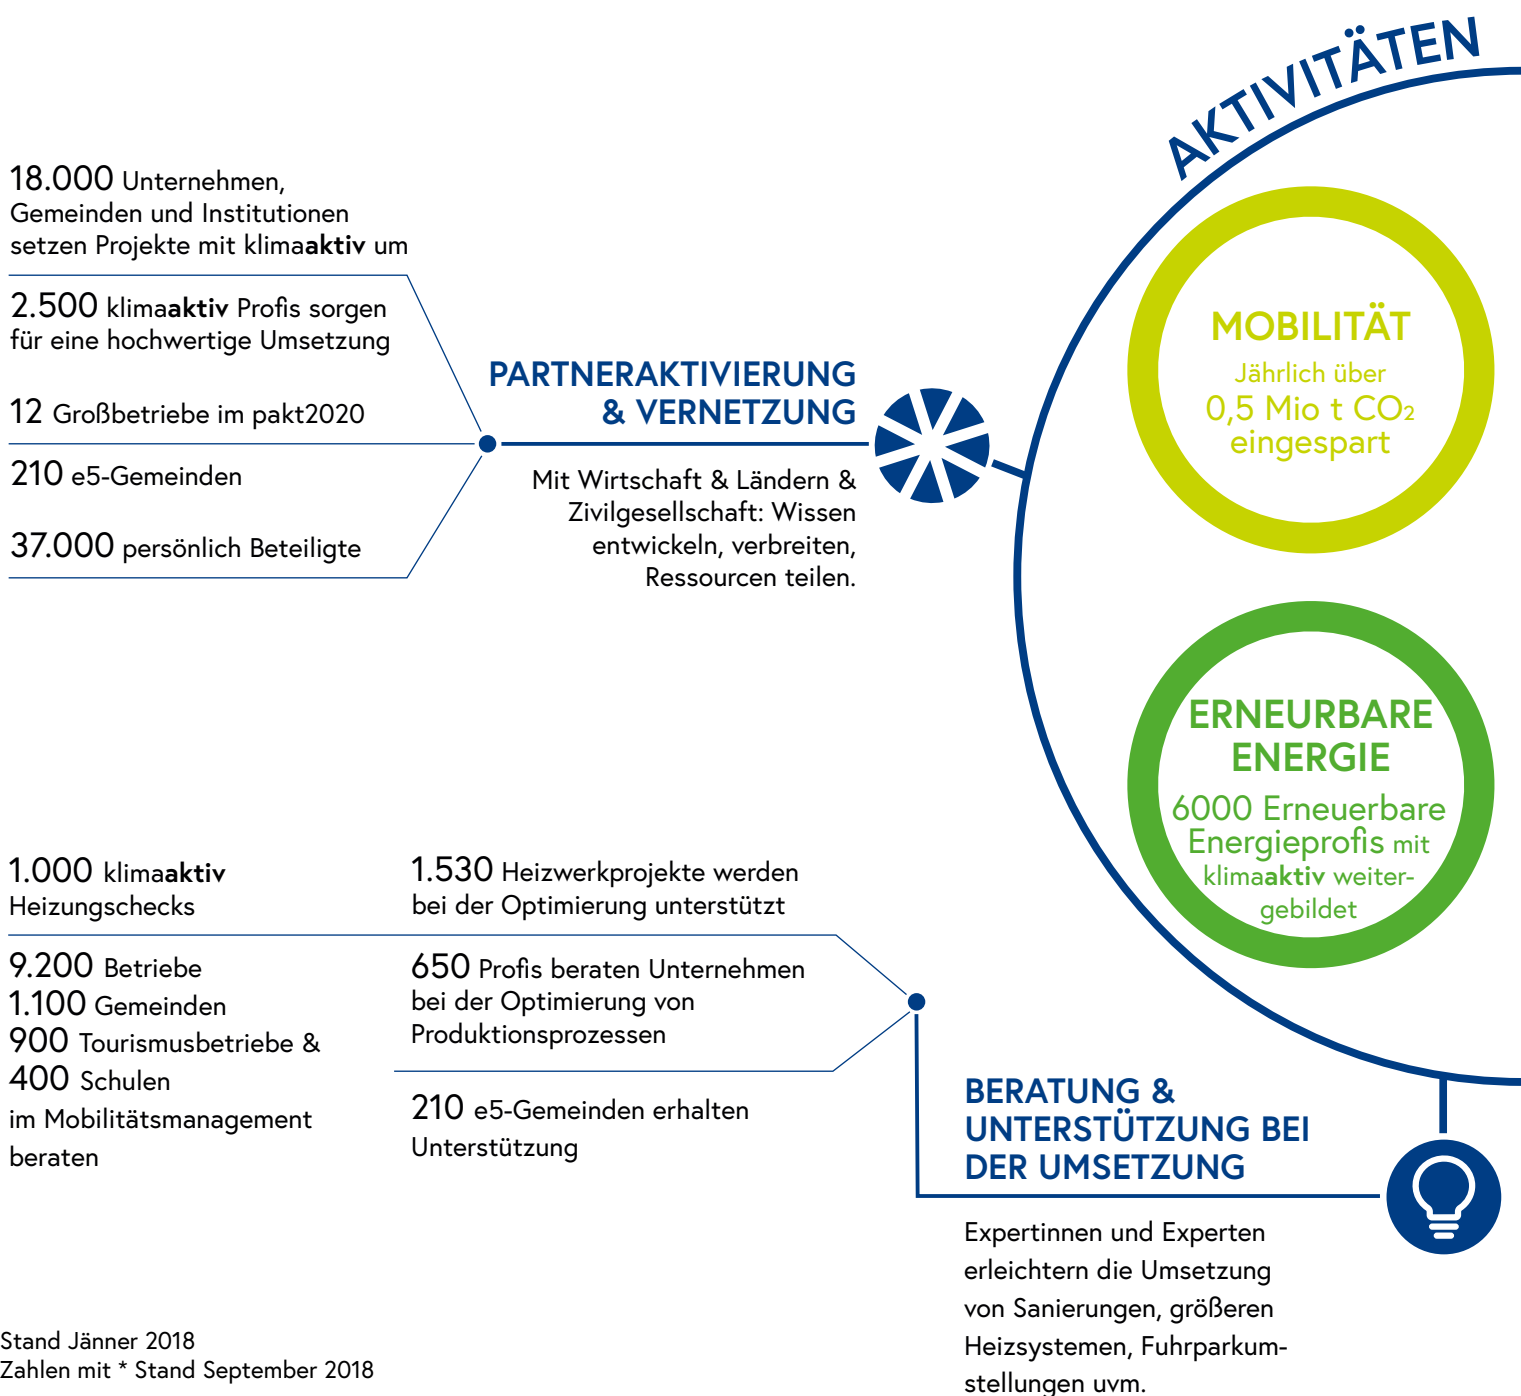 AKTIVITÄTEN
18.000 Unternehmen,
Gemeinden und Institutionen
setzen Projekte mit klimaaktiv um
2.500 klimaaktiv Profis sorgen
für eine hochwertige Umsetzung
12 Großbetriebe im pakt2020
210 e5-Gemeinden
37.000 persönlich Beteiligte
PARTNERAKTIVIERUNG
& VERNETZUNG
Mit Wirtschaft & Ländern &
Zivilgesellschaft: Wissen
entwickeln, verbreiten,
Ressourcen teilen.
MOBILITÄT
Jährlich über
0,5 Mio t CO2
eingespart
ERNEURBARE
ENERGIE
6000 Erneuerbare
Energieprofis mit
klimaaktiv weiter-
gebildet
1.000 klimaaktiv
Heizungschecks
9.200 Betriebe
1.100 Gemeinden
900 Tourismusbetriebe &
400 Schulen
im Mobilitätsmanagement
beraten
1.530 Heizwerkprojekte werden
bei der Optimierung unterstützt
650 Profis beraten Unternehmen
bei der Optimierung von
Produktionsprozessen
210 e5-Gemeinden erhalten
Unterstützung
BERATUNG &
UNTERSTÜTZUNG BEI
DER UMSETZUNG
Expertinnen und Experten
erleichtern die Umsetzung
von Sanierungen, größeren
Heizsystemen, Fuhrparkum-
stellungen uvm.
Stand Jänner 2018
Zahlen mit * Stand September 2018